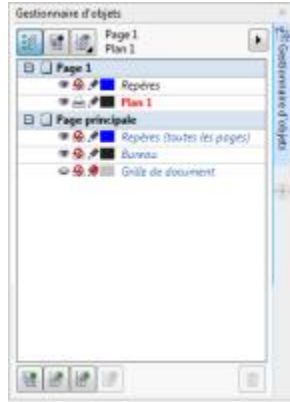 Gestionnaire d'objets
Page 1
Plan 1
Page 1
Repères
Plan 1
Page principale
Repères (toutes les pages)
Bureau
Grille de document
Gestionnaire d'objets